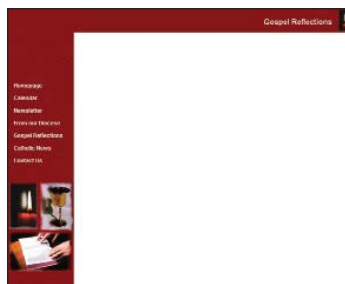 Gospel Reflections
Homepage
Calendar
Newsletter
From our Diocese
Gospel Reflections
Catholic News
Contact Us